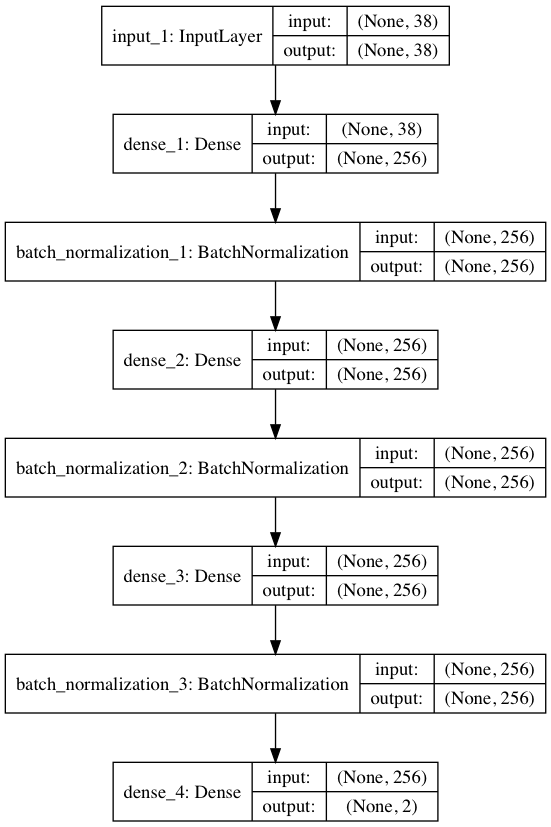 input_1: InputLayer
input: (None, 38)
output: (None, 38)
dense_1: Dense
input: (None, 38)
output: (None, 256)
batch_normalization_1: BatchNormalization
input: (None, 256)
output: (None, 256)
dense_2: Dense
input: (None, 256)
output: (None, 256)
batch_normalization_2: BatchNormalization
input: (None, 256)
output: (None, 256)
dense_3: Dense
input: (None, 256)
output: (None, 256)
batch_normalization_3: BatchNormalization
input: (None, 256)
output: (None, 256)
dense_4: Dense
input: (None, 256)
output: (None, 2)